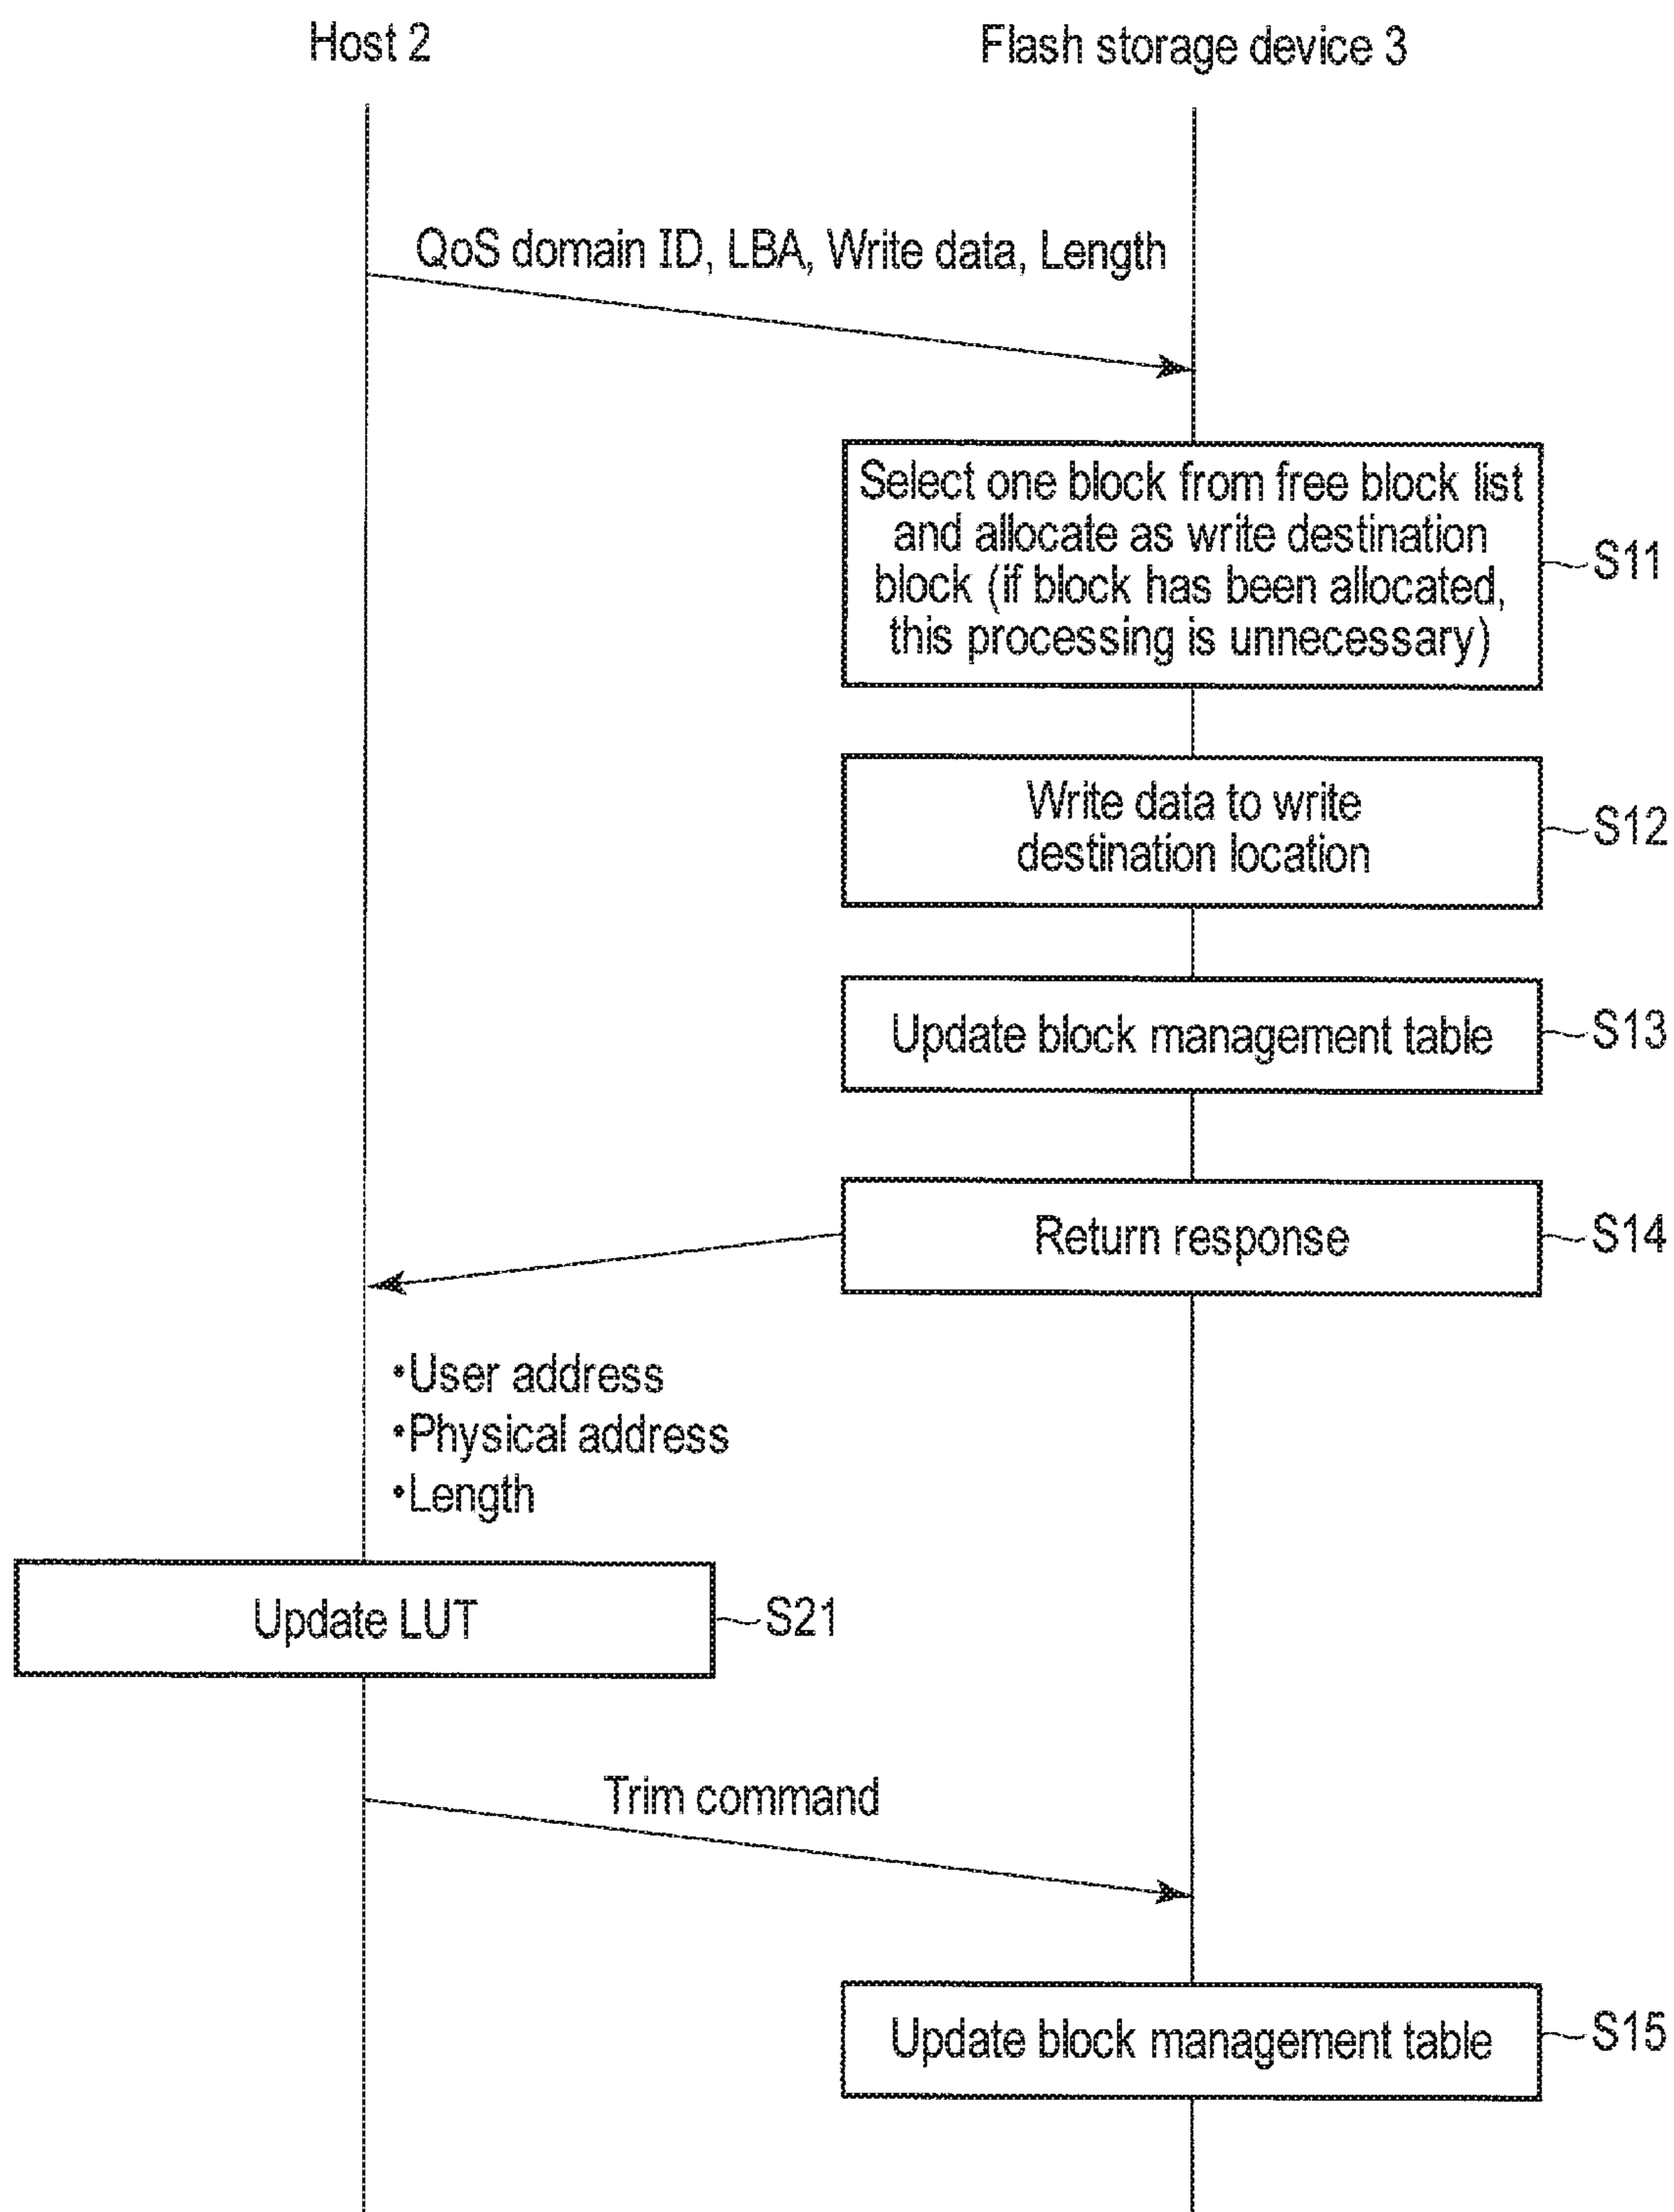 Host 2
Flash storage device 3
QoS domain ID, LBA, Write data, Length
Select one block from free block list
and allocate as write destination
block (if block has been allocated,
this processing is unnecessary)
S11
Write data to write
destination location
S12
Update block management table
S13
Return response
S14
•User address
•Physical address
•Length
Update LUT
S21
Trim command
Update block management table
S15